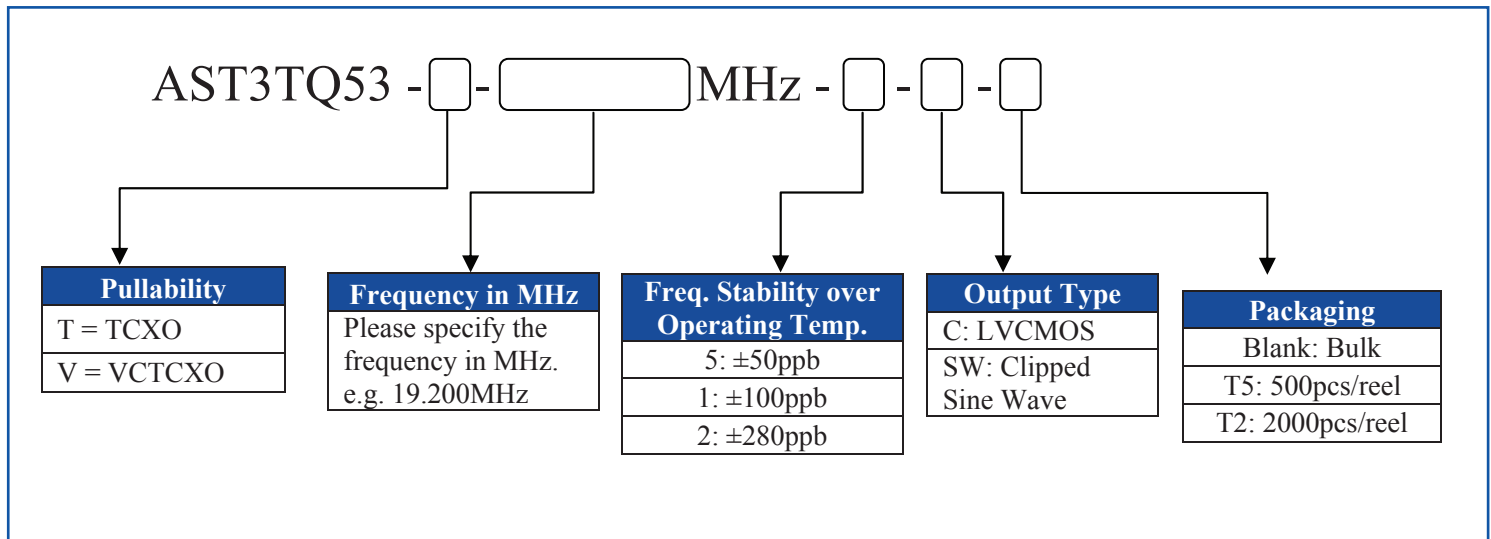 AST3TQ53 - - MHz - - -
Pullability
T = TCXO
V = VCTCXO
Frequency in MHz
Please specify the
frequency in MHz.
e.g. 19.200MHz
Freq. Stability over
Operating Temp.
5: ±50ppb
1: ±100ppb
2: ±280ppb
Output Type
C: LVCMOS
SW: Clipped
Sine Wave
Packaging
Blank: Bulk
T5: 500pcs/reel
T2: 2000pcs/reel